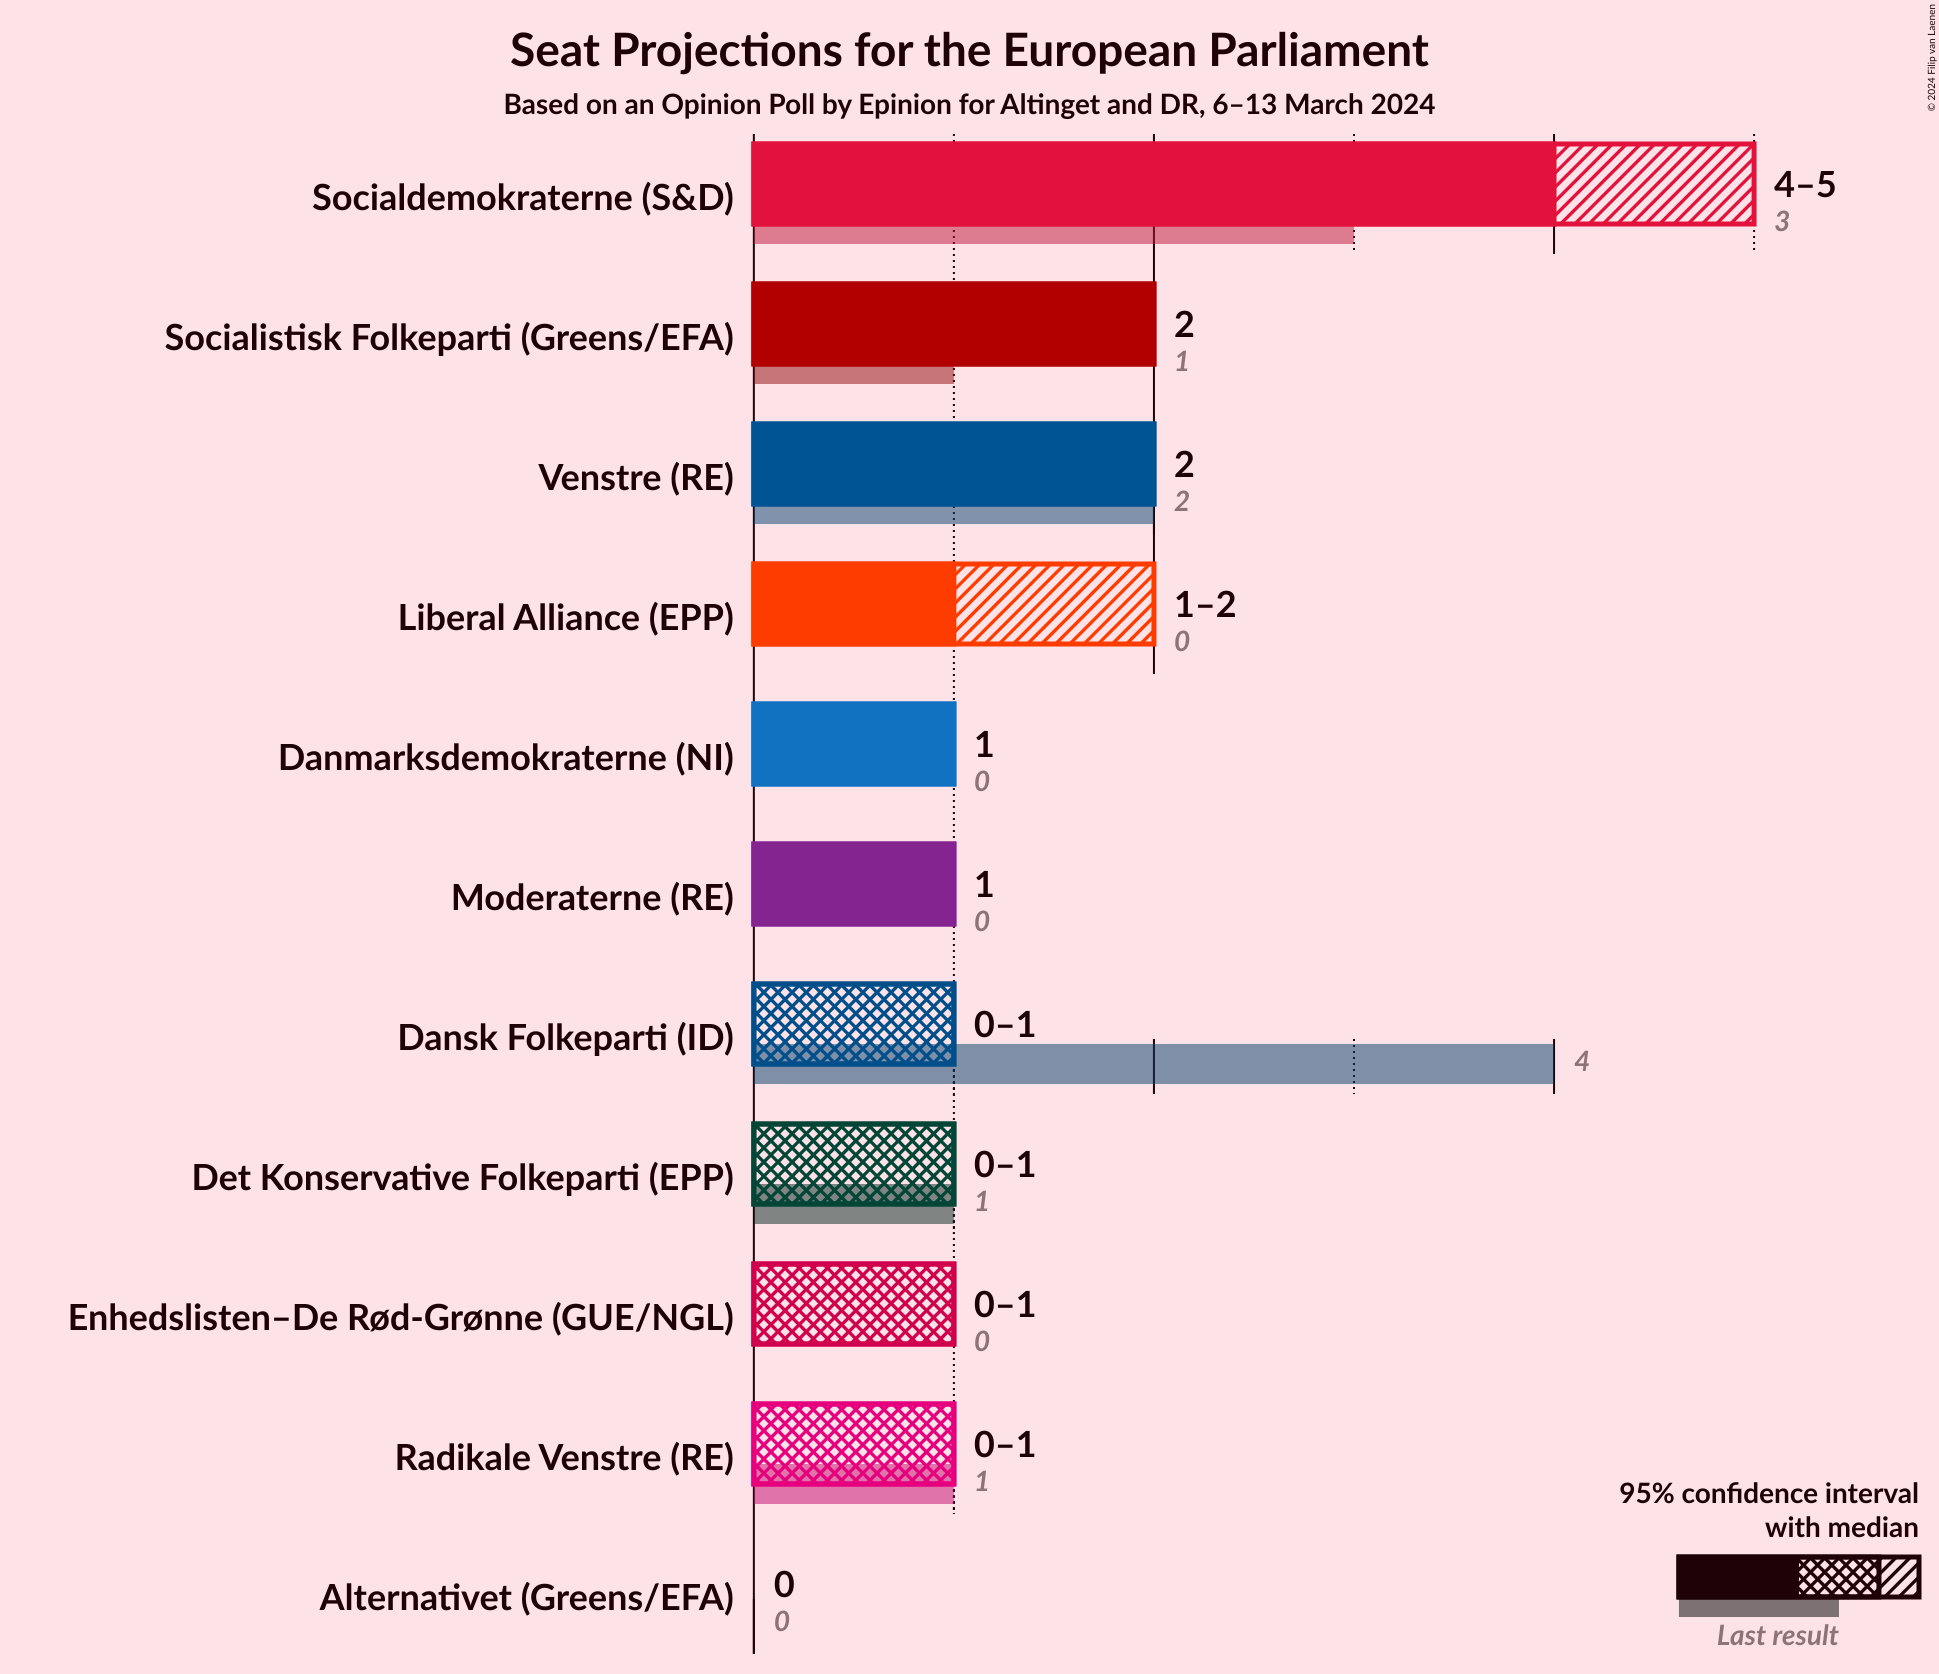 Seat Projections for the European Parliament
Based on an Opinion Poll by Epinion for Altinget and DR, 6–13 March 2024
© 2024 Filip van Laenen
Socialdemokraterne (S&D)
4–5
3
Socialistisk Folkeparti (Greens/EFA)
2
1
Venstre (RE)
2
2
Liberal Alliance (EPP)
1–2
0
Danmarksdemokraterne (NI)
1
0
Moderaterne (RE)
1
0
Dansk Folkeparti (ID)
0–1
4
Det Konservative Folkeparti (EPP)
0–1
1
Enhedslisten–De Rød-Grønne (GUE/NGL)
0–1
0
Radikale Venstre (RE)
0–1
1
Alternativet (Greens/EFA)
0
0
95% confidence interval
with median
Last result